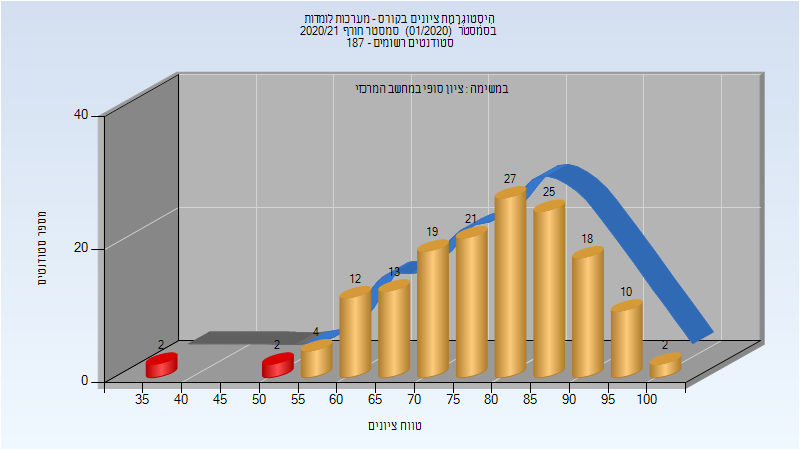 היסטוגרמת ציונים בקורס - מערכות לומדות
בסמסטר (01/2020) סמסטר חורף 2020/21
סטודנטים רשומים - 187
במשימה : ציון סופי במחשב המרכזי
מספר סטודנטים
40
20
0
2
2
4
12
13
19
21
27
25
18
10
2
35 40 45 50 55 60 65 70 75 80 85 90 95 100
טווח ציונים